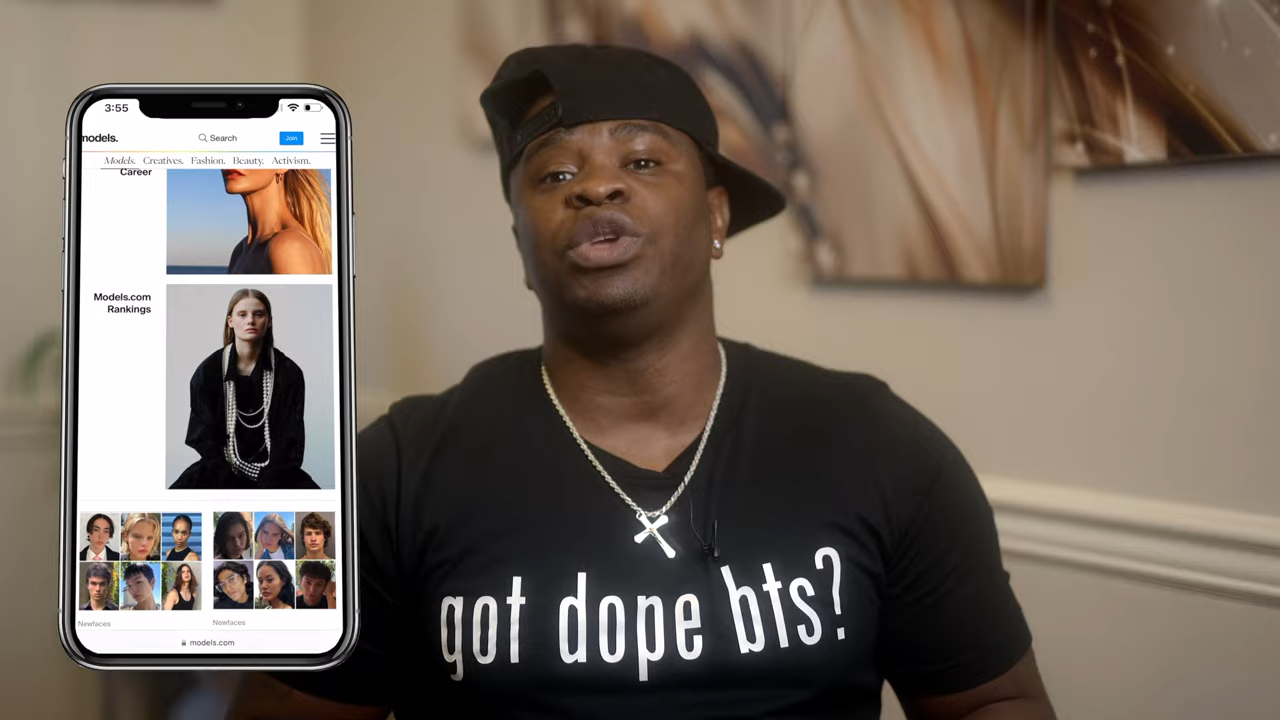 3:55
models.
Search
Join
Models. Creatives. Fashion. Beauty. Activism.
Career
Models.com
Rankings
Newfaces
Newfaces
models.com
got dope bts?